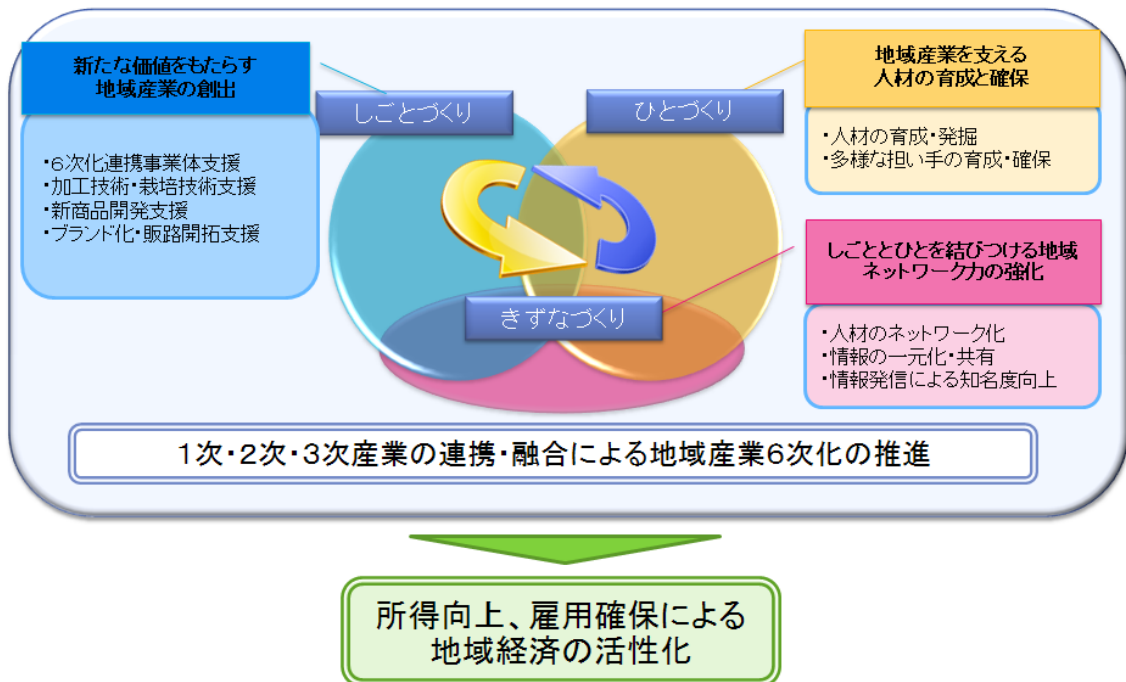 新たな価値をもたらす
地域産業の創出
しごとづくり
・６次化連携事業体支援
・加工技術・栽培技術支援
・新商品開発支援
・ブランド化・販路開拓支援
ひとづくり
地域産業を支える
人材の育成と確保
・人材の育成・発掘
・多様な担い手の育成・確保
きずなづくり
しごととひとを結びつける地域
ネットワーク力の強化
・人材のネットワーク化
・情報の一元化・共有
・情報発信による知名度向上
１次・２次・３次産業の連携・融合による地域産業６次化の推進
所得向上、雇用確保による
地域経済の活性化